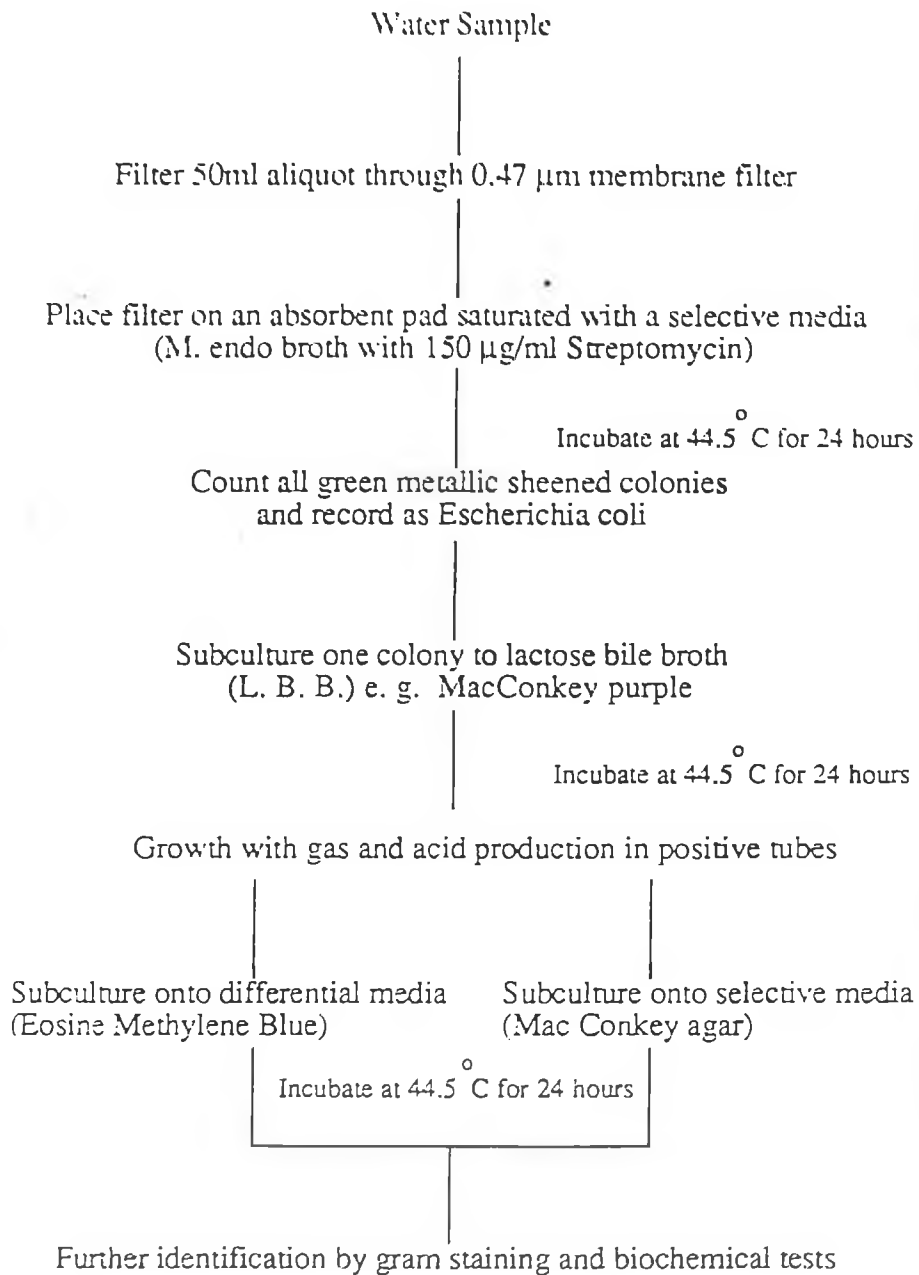 Water Sample
Filter 50ml aliquot through 0.47 µm membrane filter
Place filter on an absorbent pad saturated with a selective media
(M. endo broth with 150 µg/ml Streptomycin)
Incubate at 44.5° C for 24 hours
Count all green metallic sheened colonies
and record as Escherichia coli
Subculture one colony to lactose bile broth
(L. B. B.) e. g. MacConkey purple
Incubate at 44.5° C for 24 hours
Growth with gas and acid production in positive tubes
Subculture onto differential media
(Eosine Methylene Blue)
Subculture onto selective media
(Mac Conkey agar)
Incubate at 44.5° C for 24 hours
Further identification by gram staining and biochemical tests